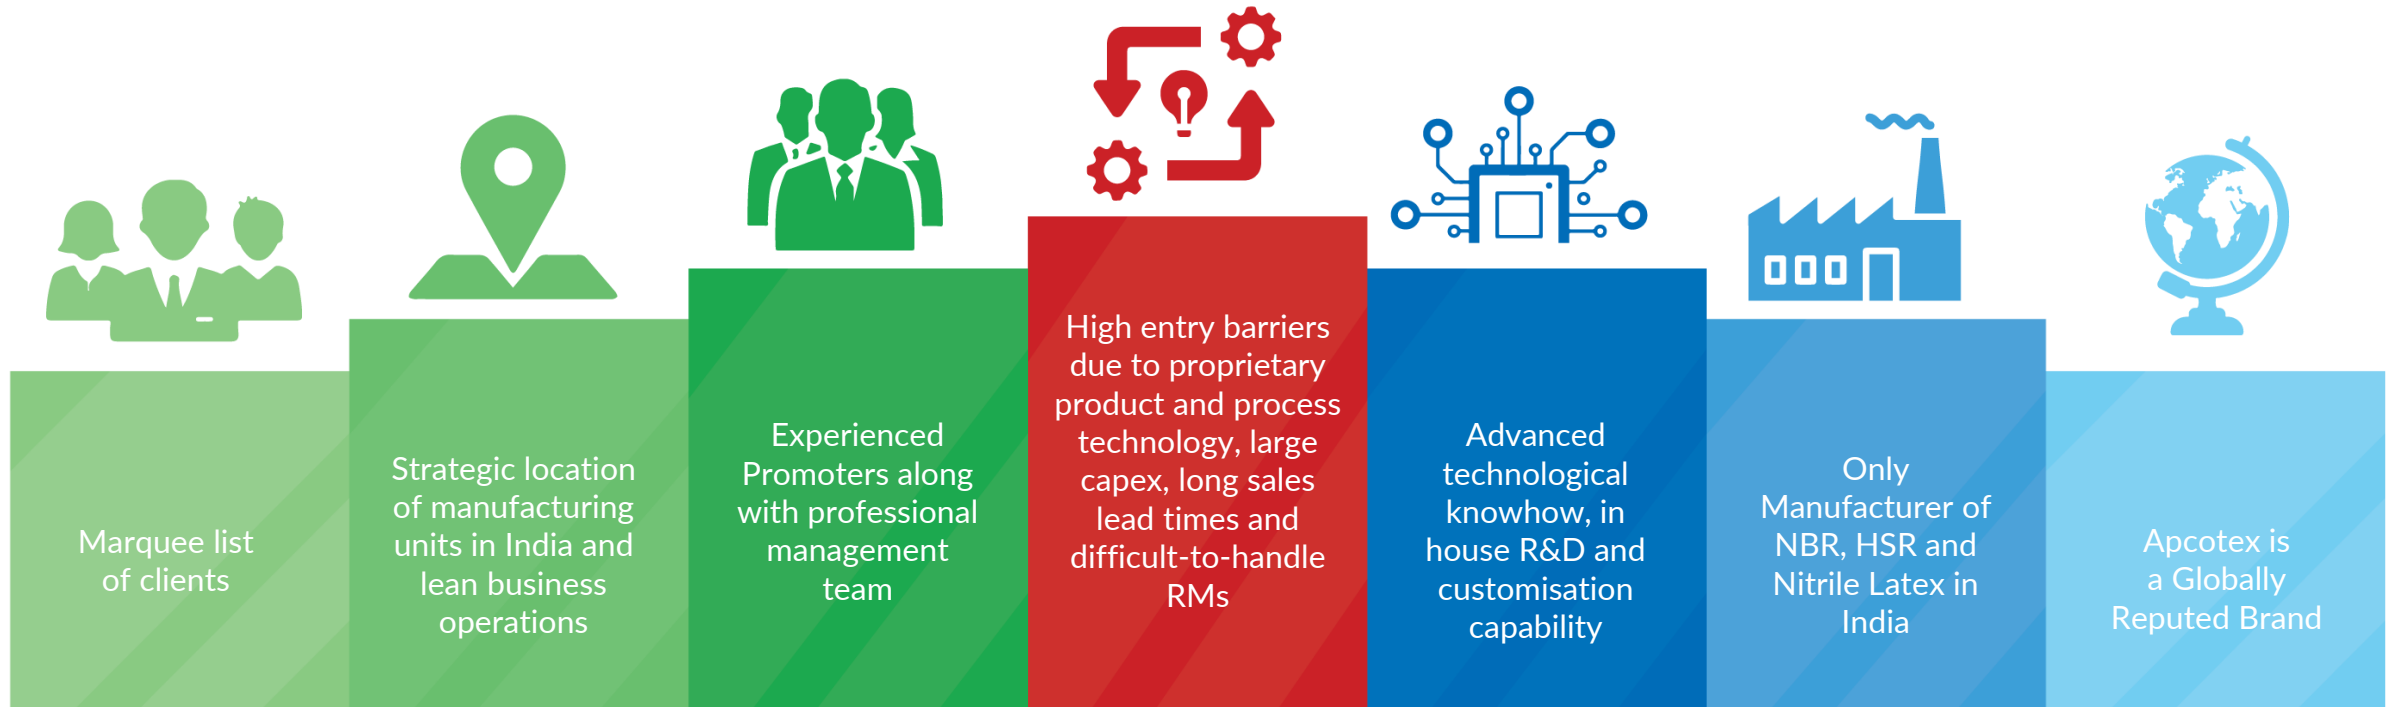 Marquee list
of clients
Strategic location
of manufacturing
units in India and
lean business
operations
Experienced
Promoters along
with professional
management
team
High entry barriers
due to proprietary
product and process
technology, large
capex, long sales
lead times and
difficult-to-handle
RMs
Advanced
technological
knowhow, in
house R&D and
customisation
capability
Only
Manufacturer of
NBR, HSR and
Nitrile Latex in
India
Apcotex is
a Globally
Reputed Brand